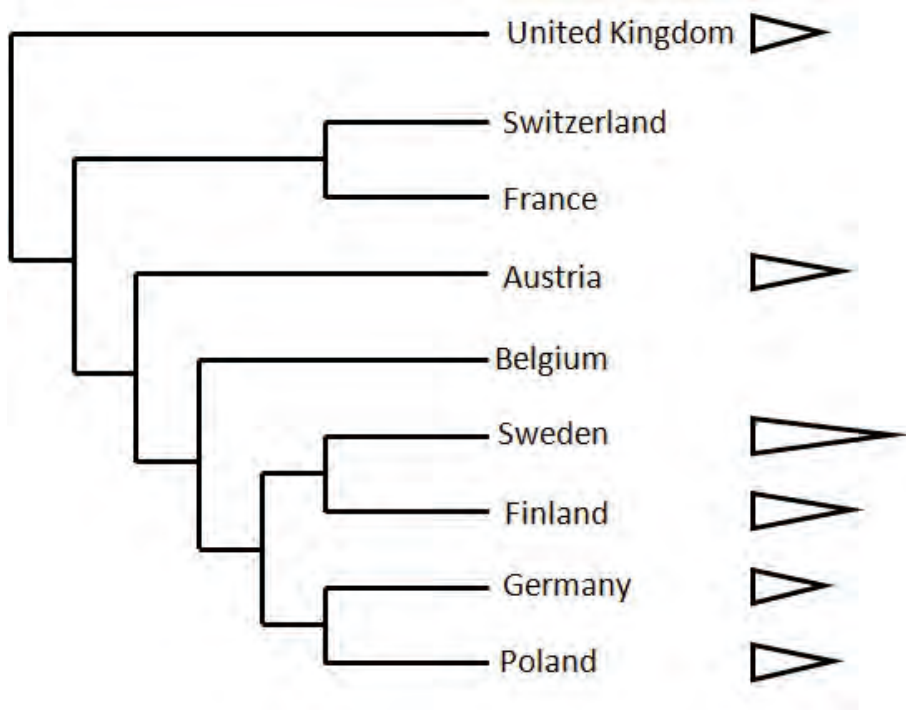 United Kingdom
Switzerland
France
Austria
Belgium
Sweden
Finland
Germany
Poland